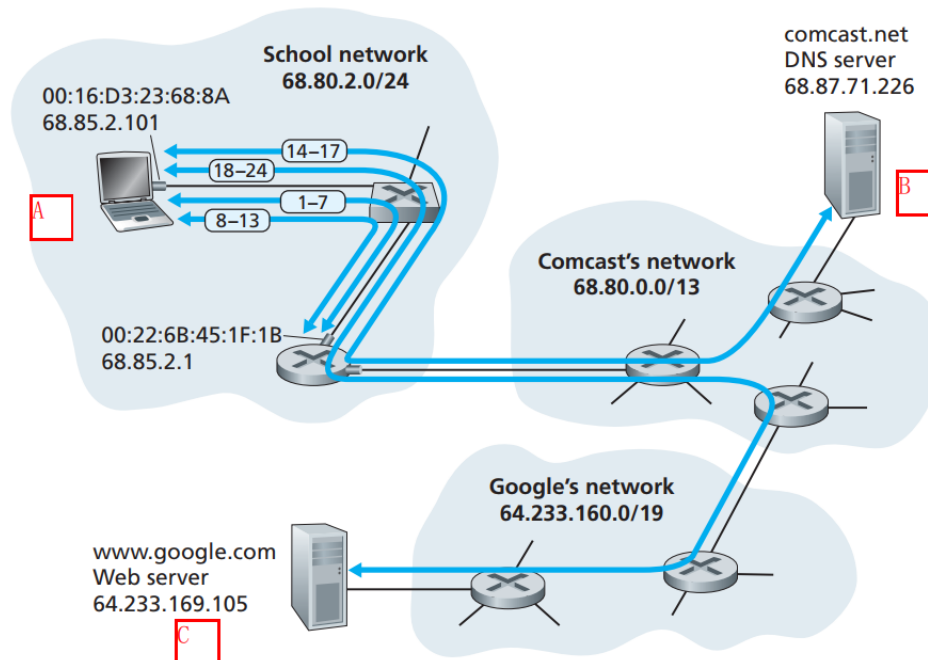 School network
68.80.2.0/24
comcast.net
DNS server
68.87.71.226
00:16:D3:23:68:8A
68.85.2.101
14–17
18–24
1–7
8–13
A
B
Comcast's network
68.80.0.0/13
00:22:6B:45:1F:1B
68.85.2.1
Google's network
64.233.160.0/19
www.google.com
Web server
64.233.169.105
C